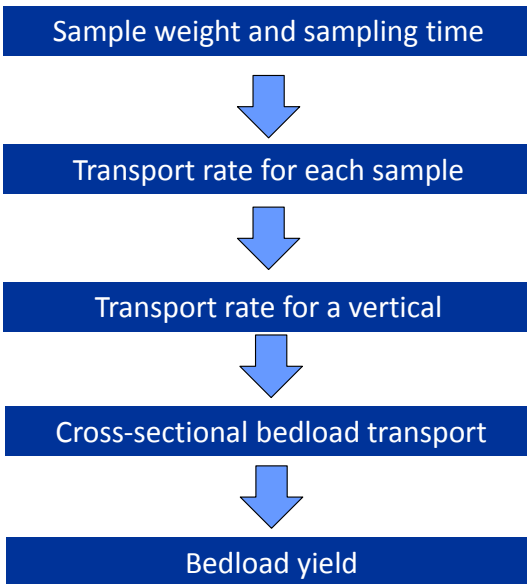 Sample weight and sampling time
Transport rate for each sample
Transport rate for a vertical
Cross-sectional bedload transport
Bedload yield